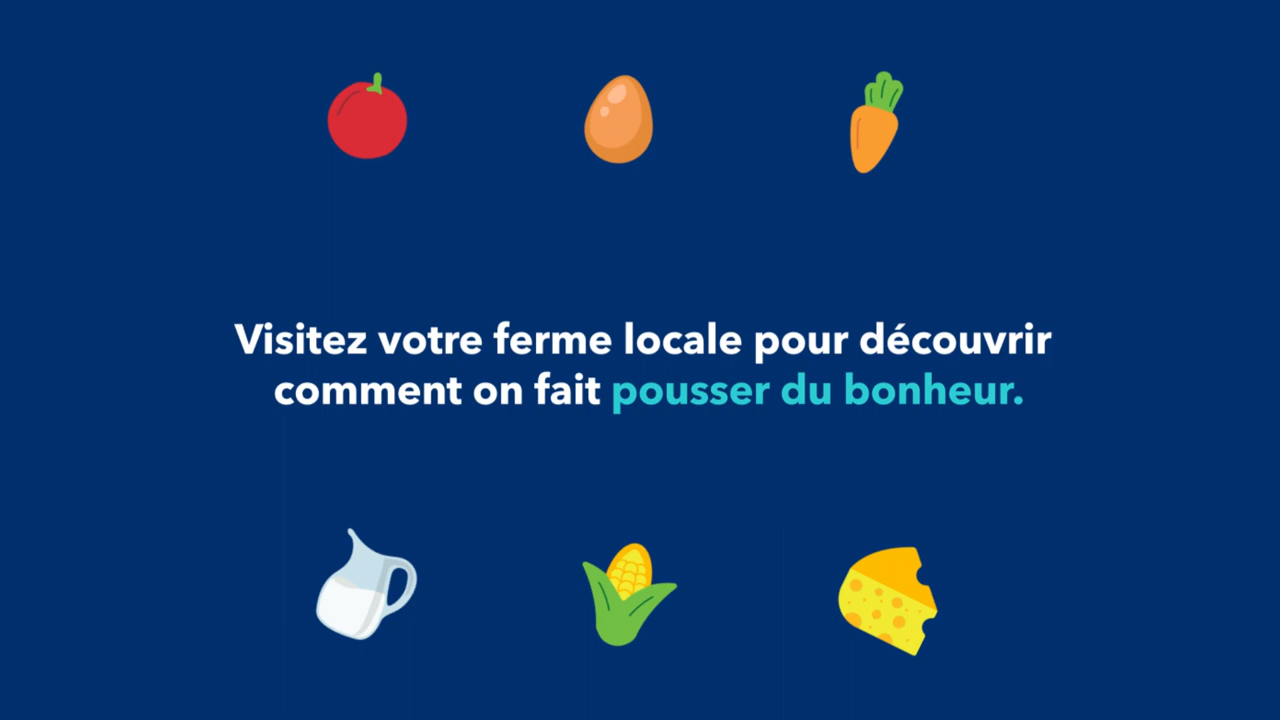 Visitez votre ferme locale pour découvrir
comment on fait pousser du bonheur.